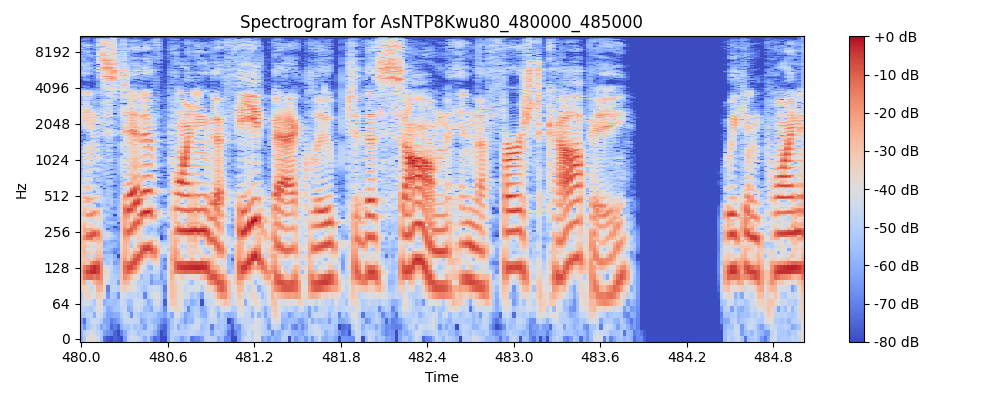 Spectrogram for AsNTP8Kwu80_480000_485000
8192
4096
2048
1024
512
256
128
64
0
Hz
480.0 480.6 481.2 481.8 482.4 483.0 483.6 484.2 484.8
Time
+0 dB
-10 dB
-20 dB
-30 dB
-40 dB
-50 dB
-60 dB
-70 dB
-80 dB